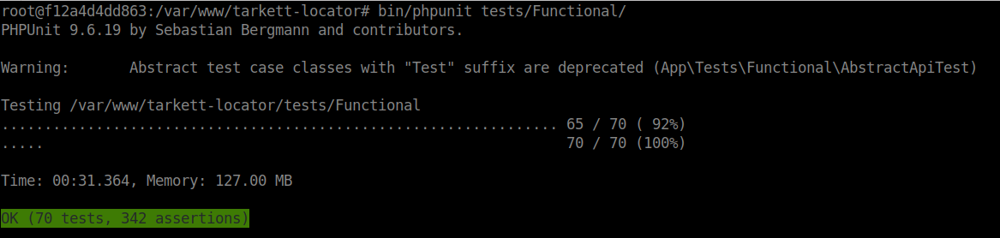 root@f12a4d4dd863:/var/www/tarkett-locator# bin/phpunit tests/Functional/
PHPUnit 9.6.19 by Sebastian Bergmann and contributors.
Warning:       Abstract test case classes with "Test" suffix are deprecated (App\Tests\Functional\AbstractApiTest)
Testing /var/www/tarkett-locator/tests/Functional
................................................................. 65 / 70 ( 92%)
.....                                                             70 / 70 (100%)
Time: 00:31.364, Memory: 127.00 MB
OK (70 tests, 342 assertions)